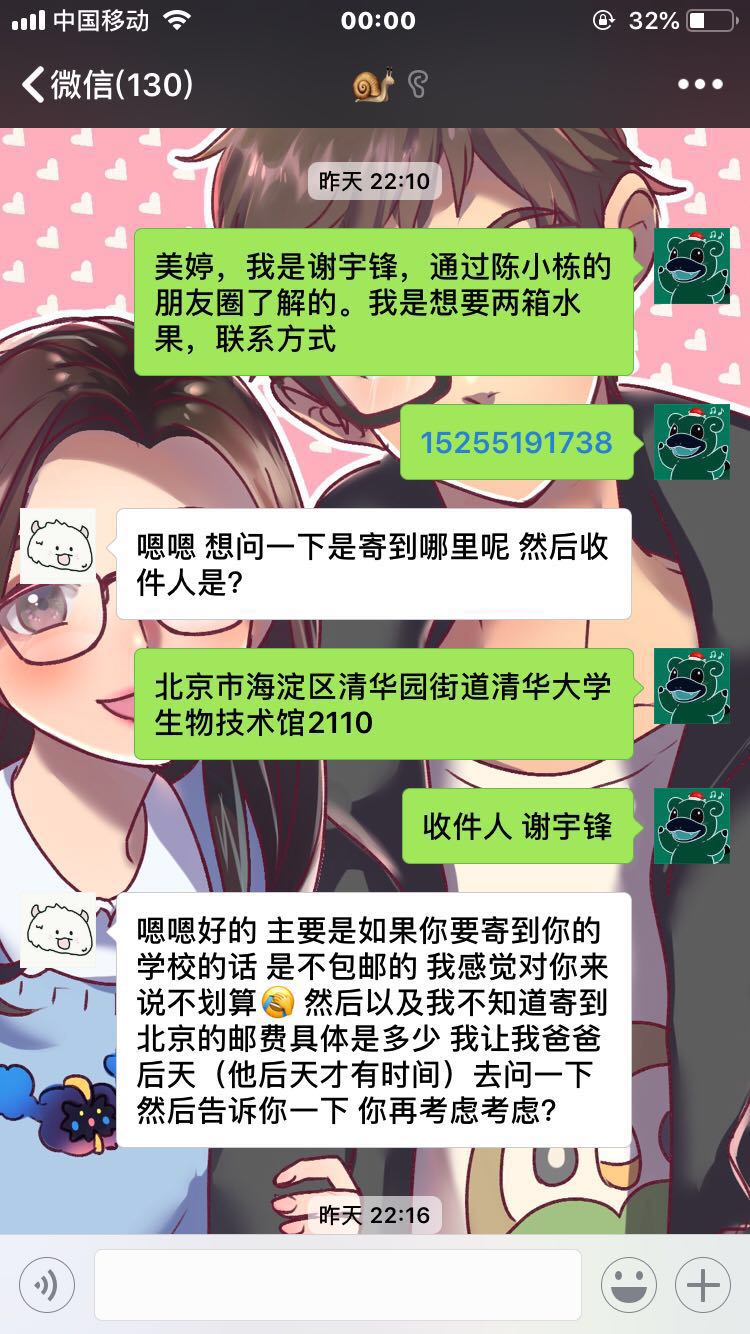 中国移动
00:00
32%
微信(130)
昨天 22:10
美婷，我是谢宇锋，通过陈小栋的
朋友圈了解的。我是想要两箱水
果，联系方式
15255191738
嗯嗯 想问一下是寄到哪里呢 然后收
件人是?
北京市海淀区清华园街道清华大学
生物技术馆2110
收件人 谢宇锋
嗯嗯好的 主要是如果你要寄到你的
学校的话 是不包邮的 我感觉对你来
说不划算🤣 然后以及我不知道寄到
北京的邮费具体是多少 我让我爸爸
后天（他后天才有时间）去问一下
然后告诉你一下 你再考虑考虑?
昨天 22:16